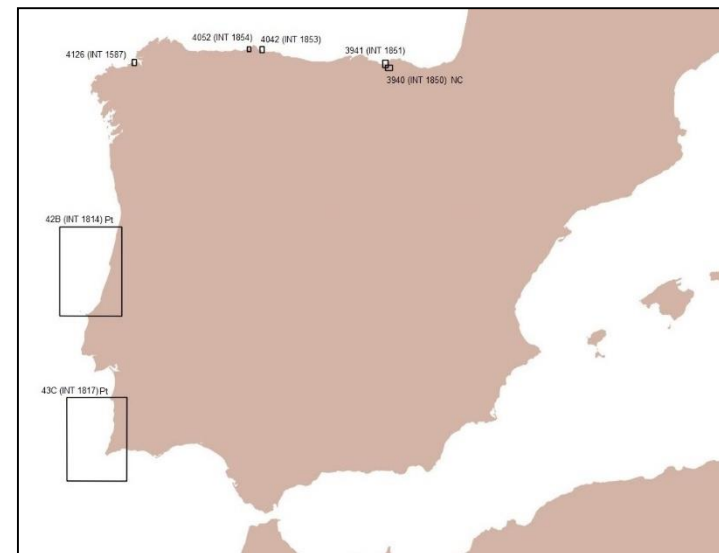 4052 (INT 1854)
4042 (INT 1853)
4126 (INT 1587)
3941 (INT 1851)
3940 (INT 1850) NC
42B (INT 1814) Pt
43C (INT 1817) Pt